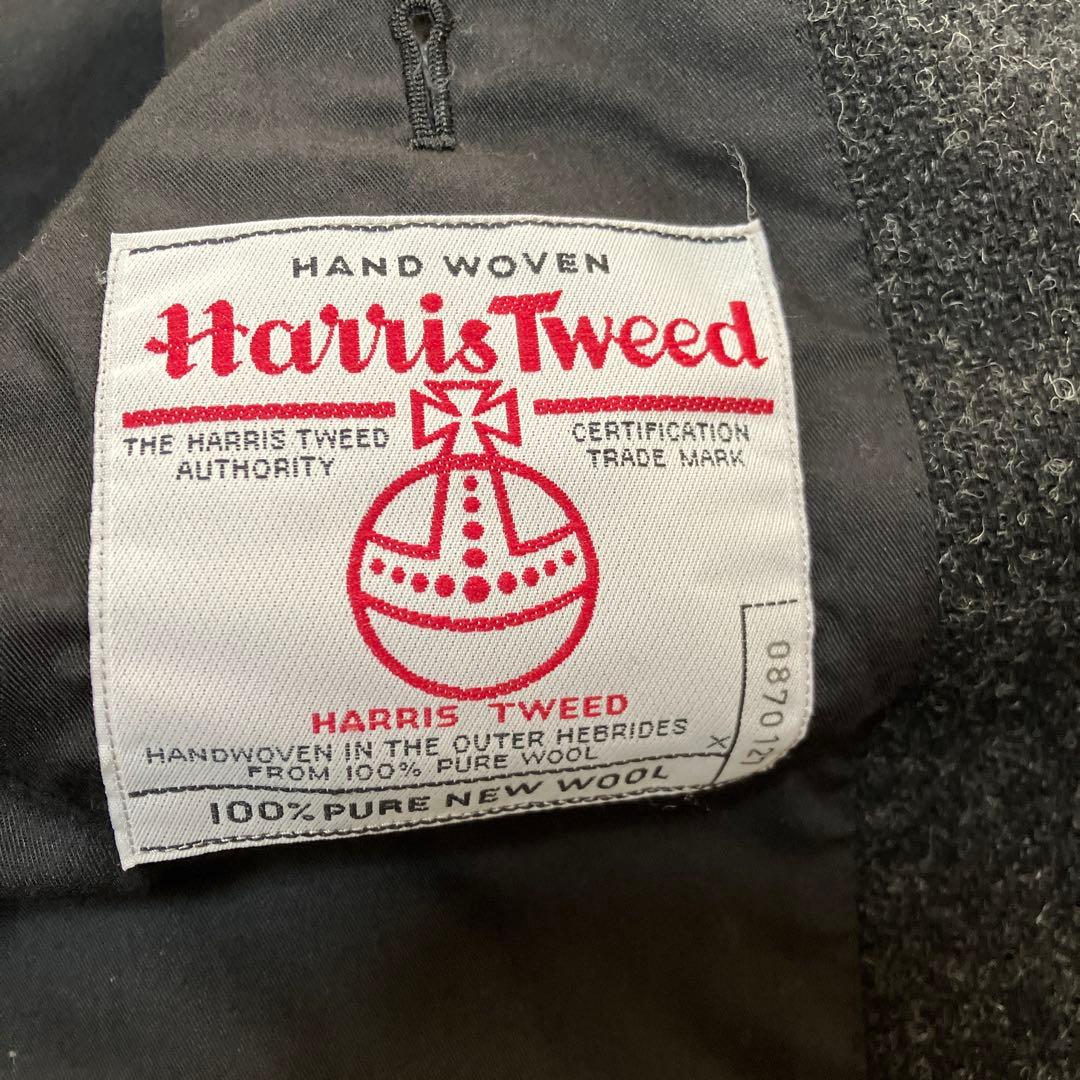 HAND WOVEN
Harris Tweed
THE HARRIS TWEED
AUTHORITY
CERTIFICATION
TRADE MARK
HARRIS TWEED
HANDWOVEN IN THE OUTER HEBRIDES
FROM 100% PURE WOOL
X
100% PURE NEW WOOL